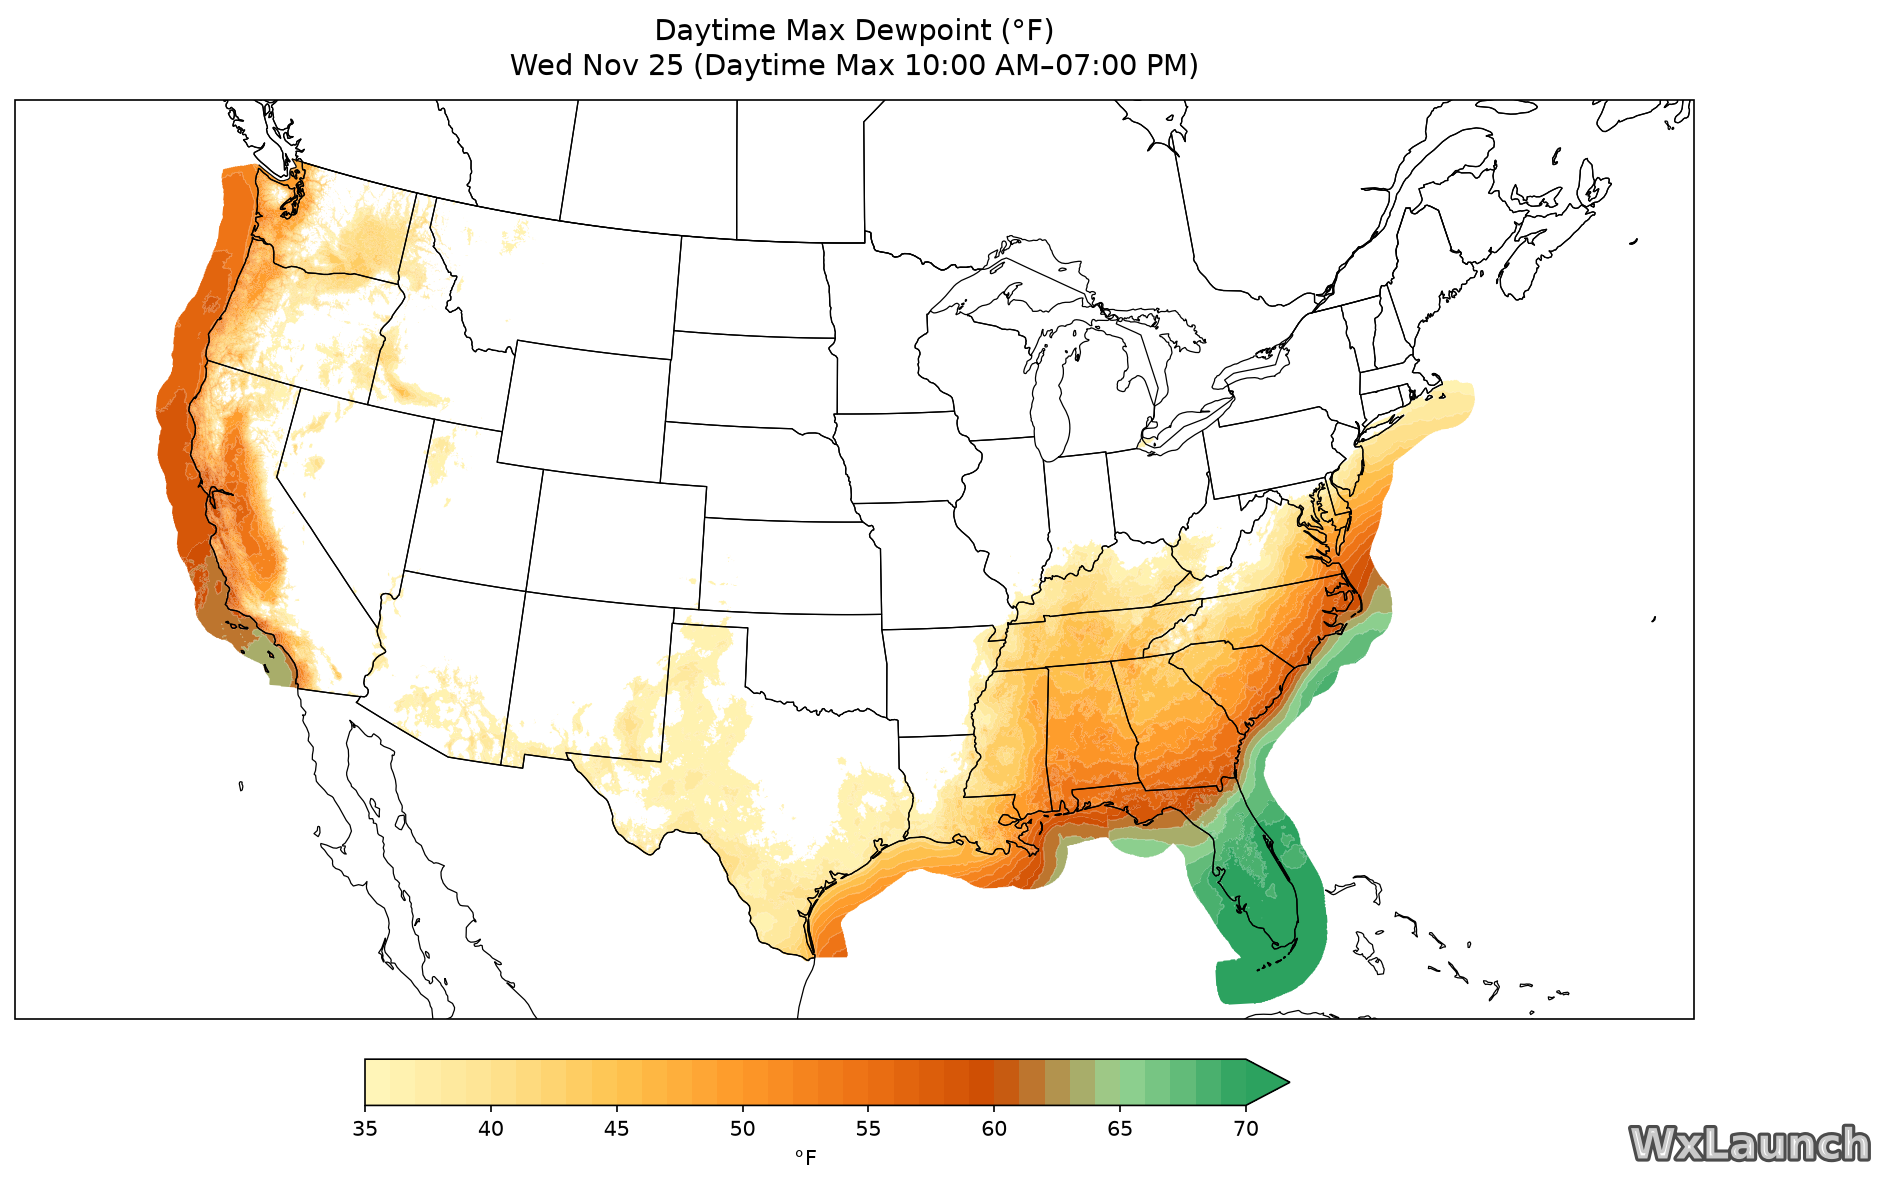 Daytime Max Dewpoint (°F)
Wed Nov 25 (Daytime Max 10:00 AM–07:00 PM)
35 40 45 50 55 60 65 70
°F
WxLaunch